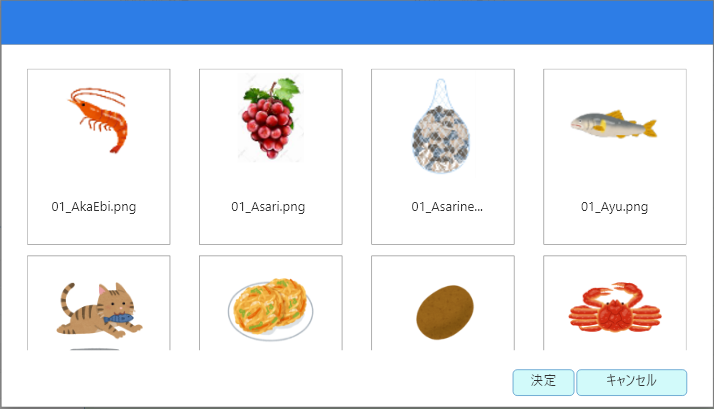 01_AkaEbi.png
01_Asari.png
01_Asarine...
01_Ayu.png
決定
キャンセル